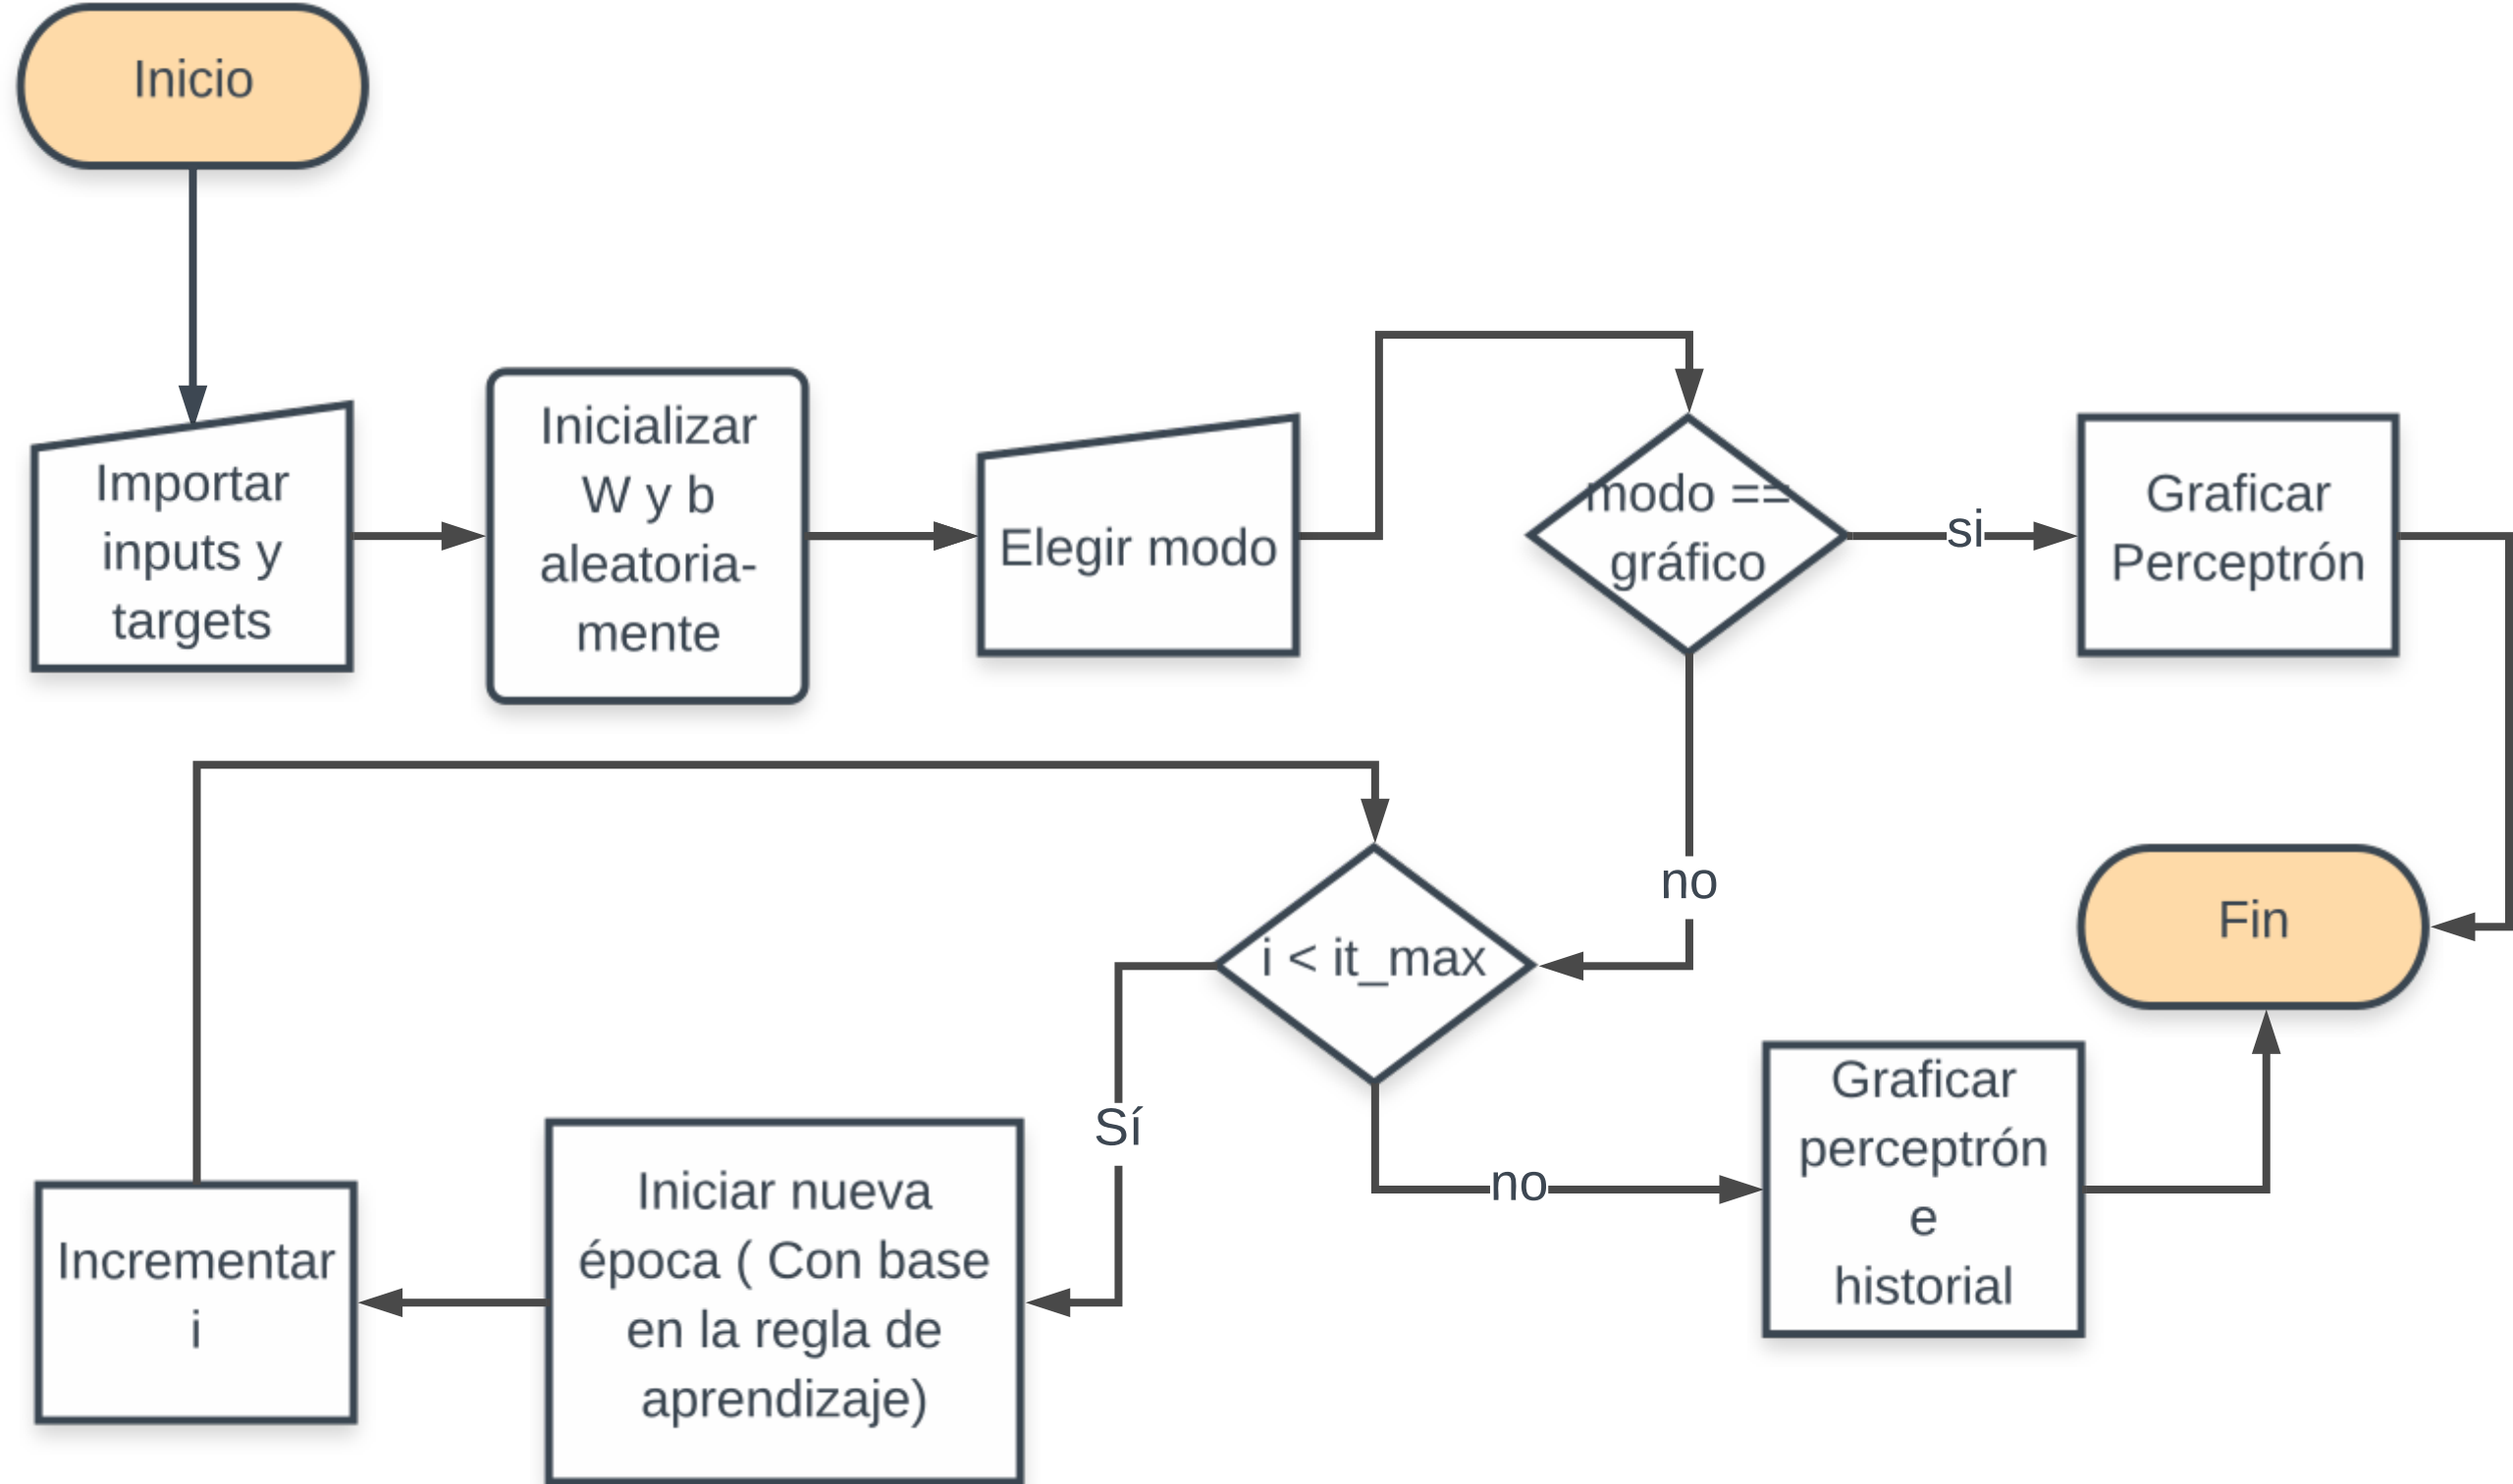 Inicio
Importar
inputs y
targets
Inicializar
W y b
aleatoria-
mente
Elegir modo
modo ==
gráfico
si
Graficar
Perceptrón
no
i < it_max
Fin
Sí
no
Graficar
perceptrón
e
historial
Iniciar nueva
época ( Con base
en la regla de
aprendizaje)
Incrementar
i